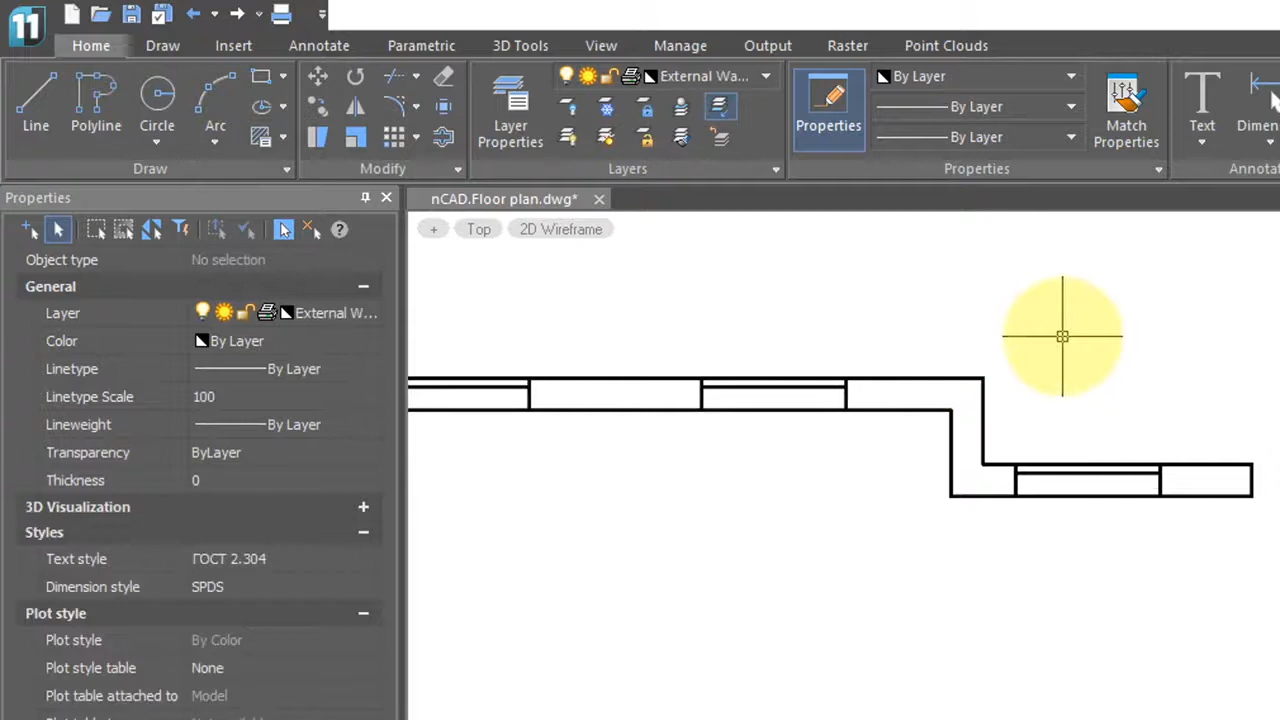 11
Home Draw Insert Annotate Parametric 3D Tools View Manage Output Raster Point Clouds
Line Polyline Circle Arc
Layer Properties
External Wa...
Properties
By Layer
By Layer
By Layer
Match Properties
Text
Dimen
Draw Modify Layers Properties Annota
Properties
nCAD.Floor plan.dwg*
+ Top 2D Wireframe
Object type No selection
General
Layer External W...
Color By Layer
Linetype By Layer
Linetype Scale 100
Lineweight By Layer
Transparency ByLayer
Thickness 0
3D Visualization
Styles
Text style ГОСТ 2.304
Dimension style SPDS
Plot style
Plot style By Color
Plot style table None
Plot table attached to Model